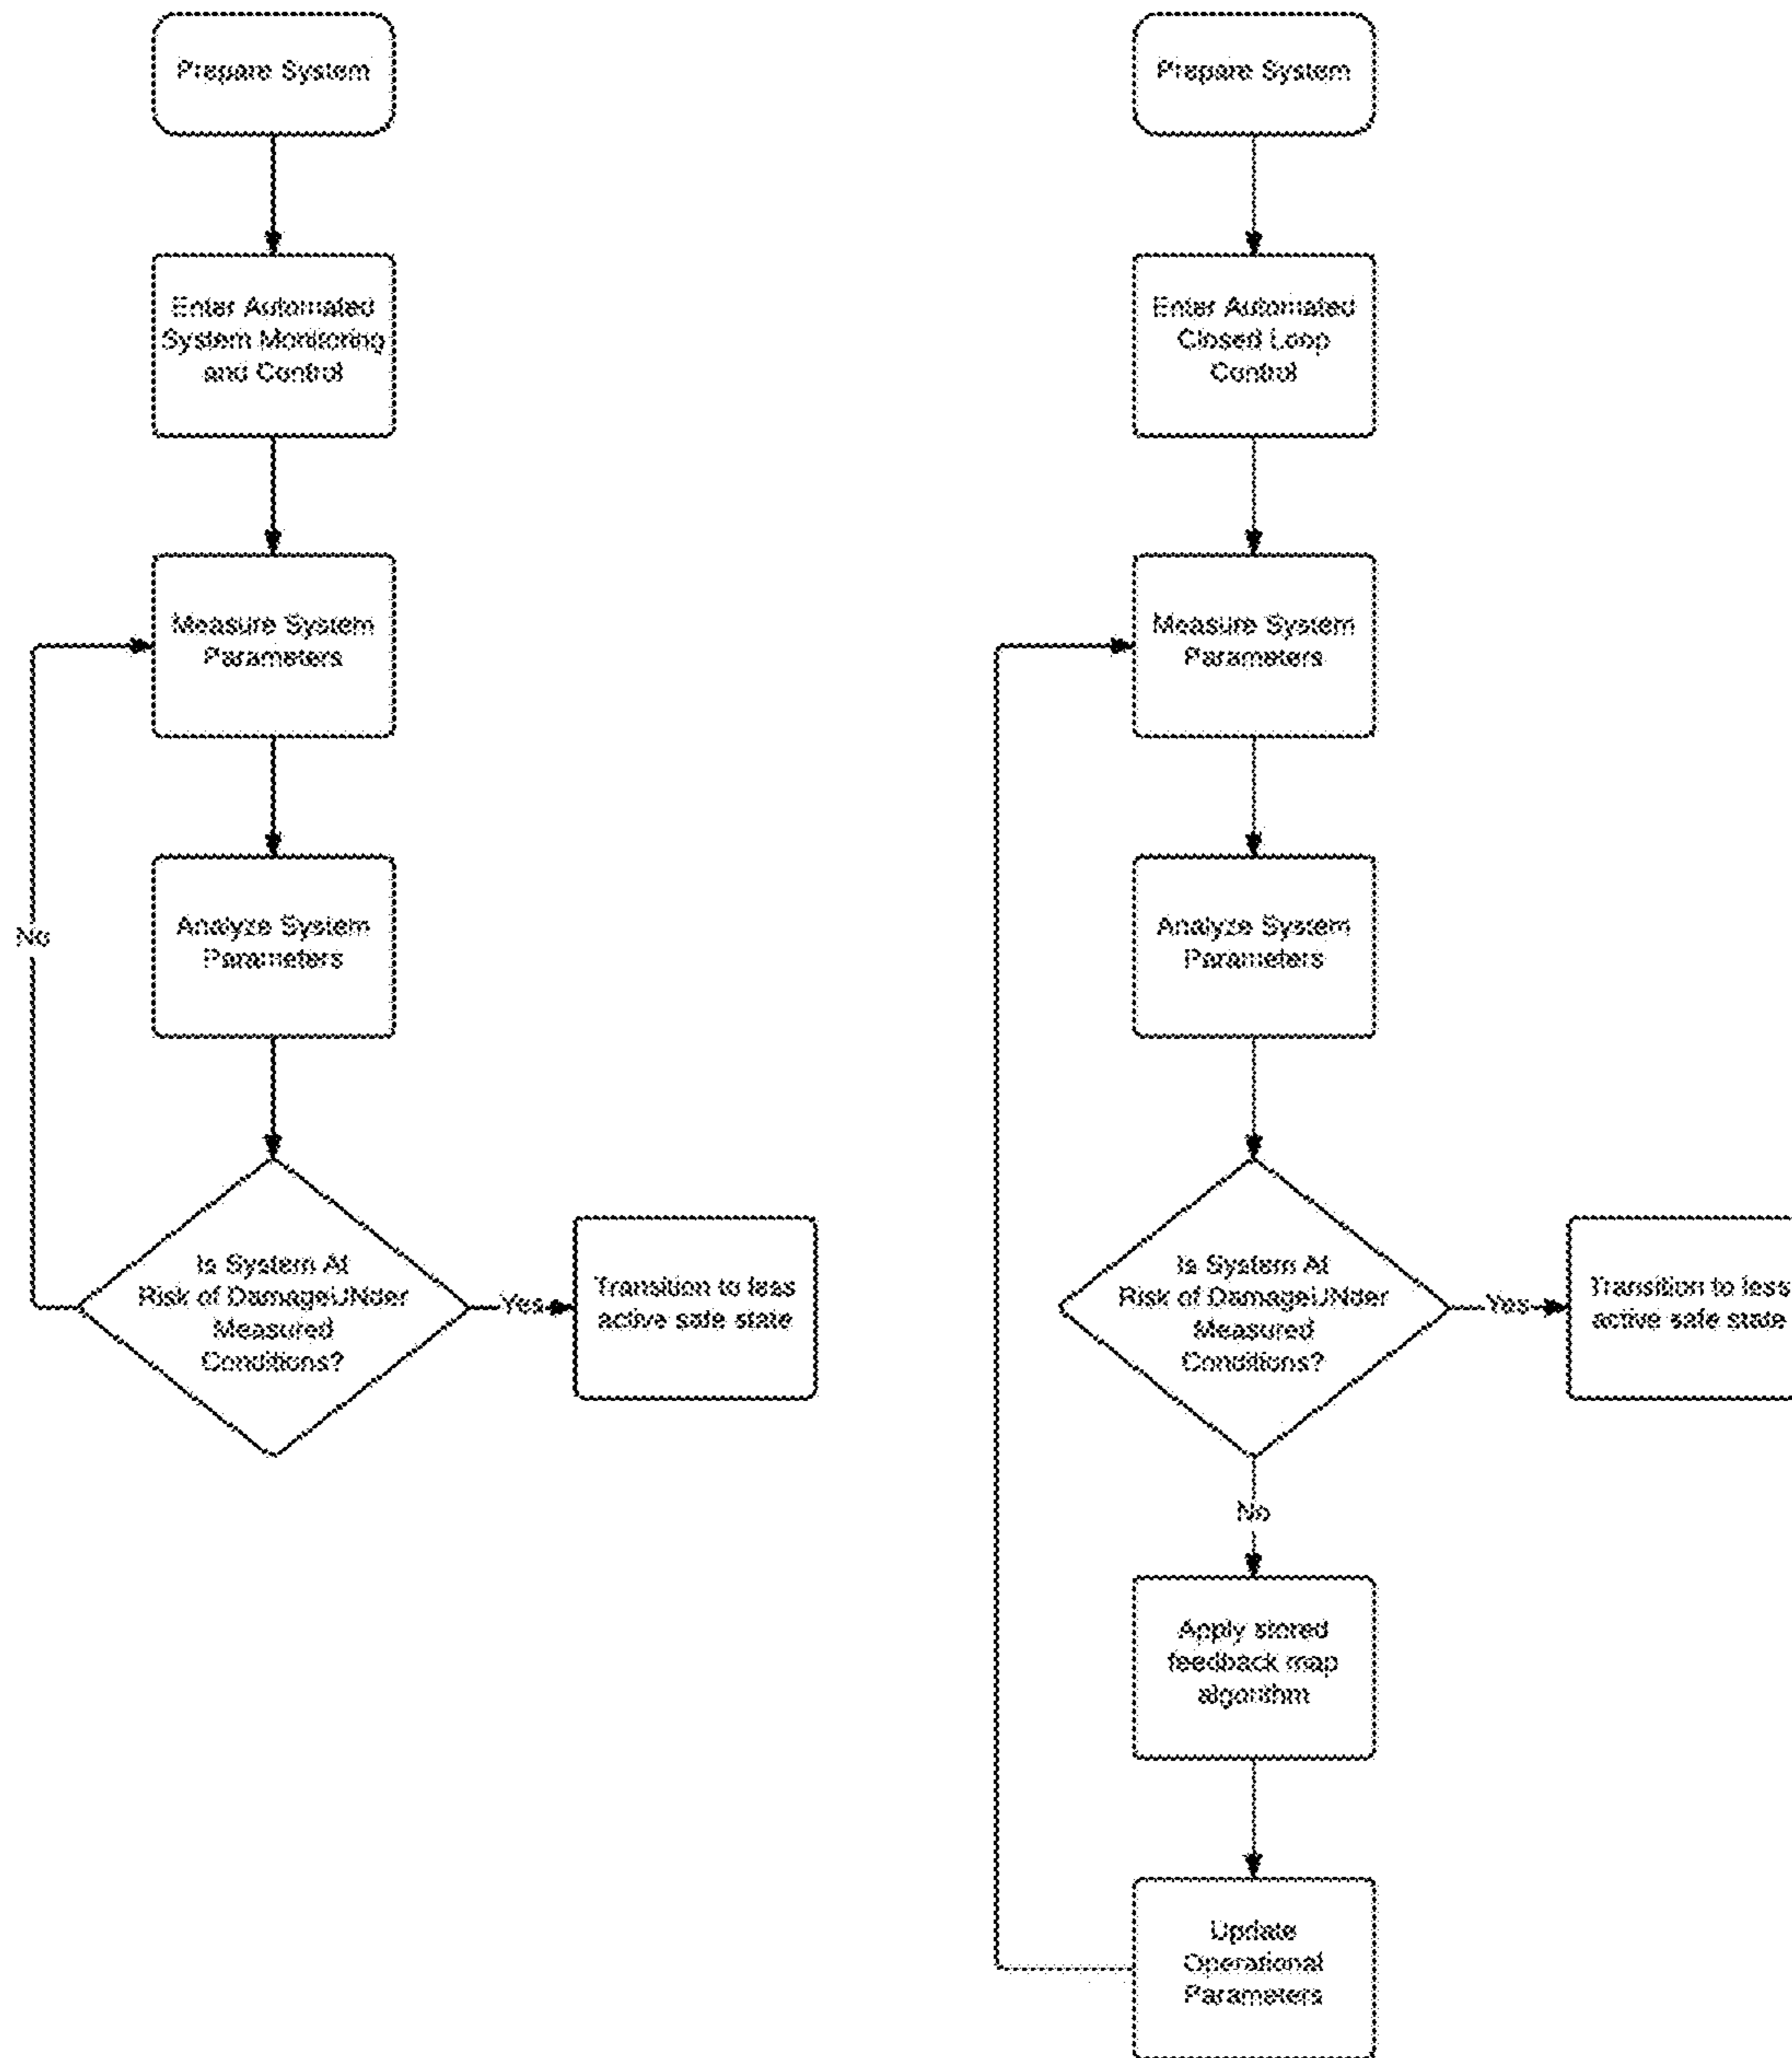 Prepare System
Enter Automated
System Monitoring
and Control
Measure System
Parameters
Analyze System
Parameters
No
Is System At
Risk of DamageUNder
Measured
Conditions?
Yes
Transition to less
active safe state
Prepare System
Enter Automated
Closed Loop
Control
Measure System
Parameters
Analyze System
Parameters
Is System At
Risk of DamageUNder
Measured
Conditions?
Yes
Transition to less
active safe state
No
Apply stored
feedback map
algorithm
Update
Operational
Parameters